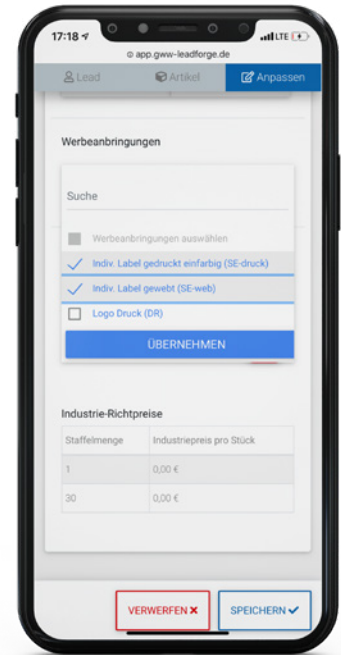 17:18
LTE
app.gww-leadforge.de
Lead
Artikel
Anpassen
Werbeanbringungen
Suche
Werbeanbringungen auswählen
Indiv. Label gedruckt einfarbig (SE-druck)
Indiv. Label gewebt (SE-web)
Logo Druck (DR)
ÜBERNEHMEN
Industrie-Richtpreise
Staffelmenge Industriepreis pro Stück
1 0,00 €
30 0,00 €
VERWERFEN
SPEICHERN